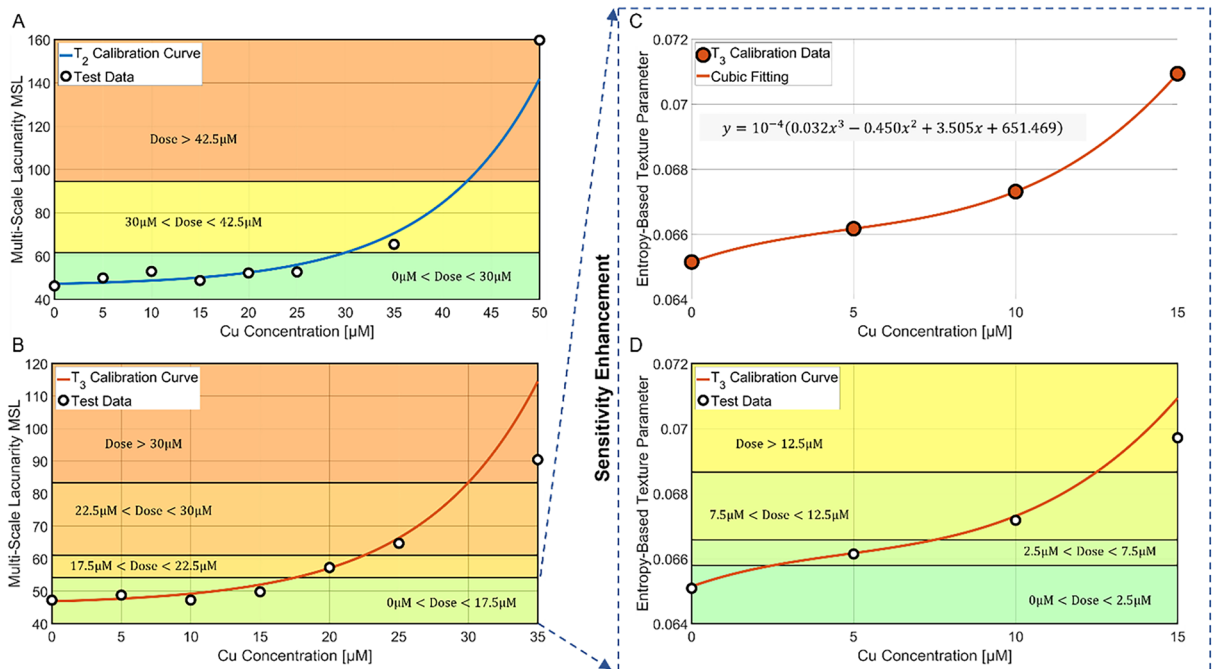 A
160
140
120
100
80
60
40
Multi-Scale Lacunarity MSL
T2 Calibration Curve
Test Data
Dose > 42.5μM
30μM < Dose < 42.5μM
0μM < Dose < 30μM
0 5 10 15 20 25 30 35 40 45 50
Cu Concentration [μM]
B
120
110
100
90
80
70
60
50
40
Multi-Scale Lacunarity MSL
T3 Calibration Curve
Test Data
Dose > 30μM
22.5μM < Dose < 30μM
17.5μM < Dose < 22.5μM
0μM < Dose < 17.5μM
0 5 10 15 20 25 30 35
Cu Concentration [μM]
Sensitivity Enhancement
C
0.072
0.07
0.068
0.066
0.064
Entropy-Based Texture Parameter
T3 Calibration Data
Cubic Fitting
y = 10⁻⁴(0.032x³ − 0.450x² + 3.505x + 651.469)
0 5 10 15
Cu Concentration [μM]
D
0.072
0.07
0.068
0.066
0.064
Entropy-Based Texture Parameter
T3 Calibration Curve
Test Data
Dose > 12.5μM
7.5μM < Dose < 12.5μM
2.5μM < Dose < 7.5μM
0μM < Dose < 2.5μM
0 5 10 15
Cu Concentration [μM]